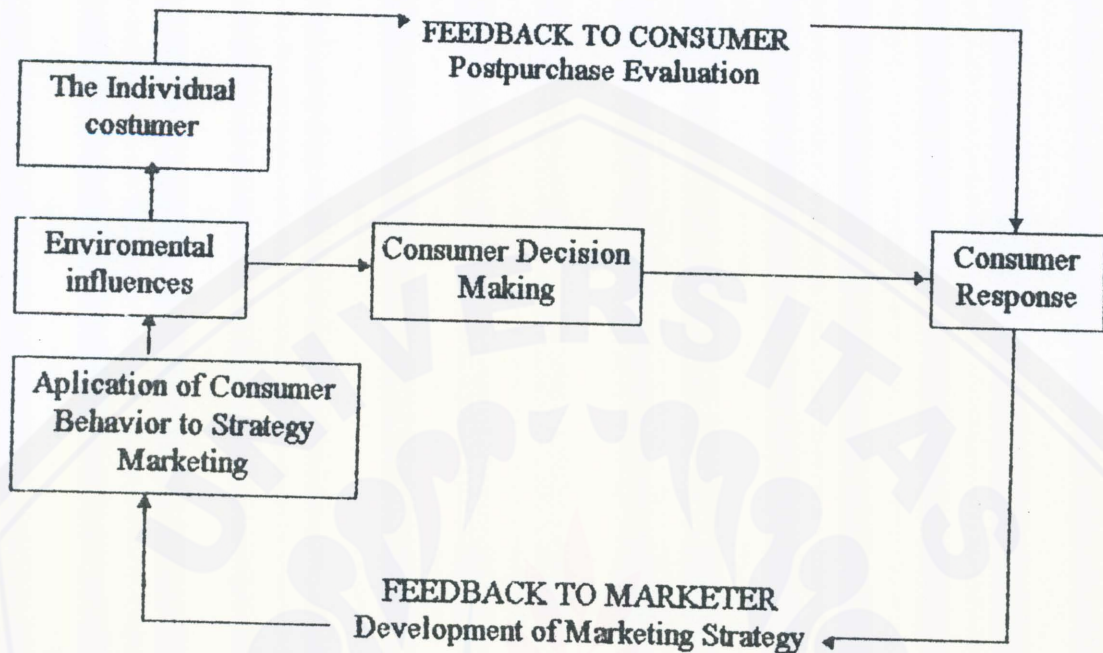 FEEDBACK TO CONSUMER
Postpurchase Evaluation
The Individual
costumer
Enviromental
influences
Consumer Decision
Making
Consumer
Response
Aplication of Consumer
Behavior to Strategy
Marketing
FEEDBACK TO MARKETER
Development of Marketing Strategy
UNIVERSITAS